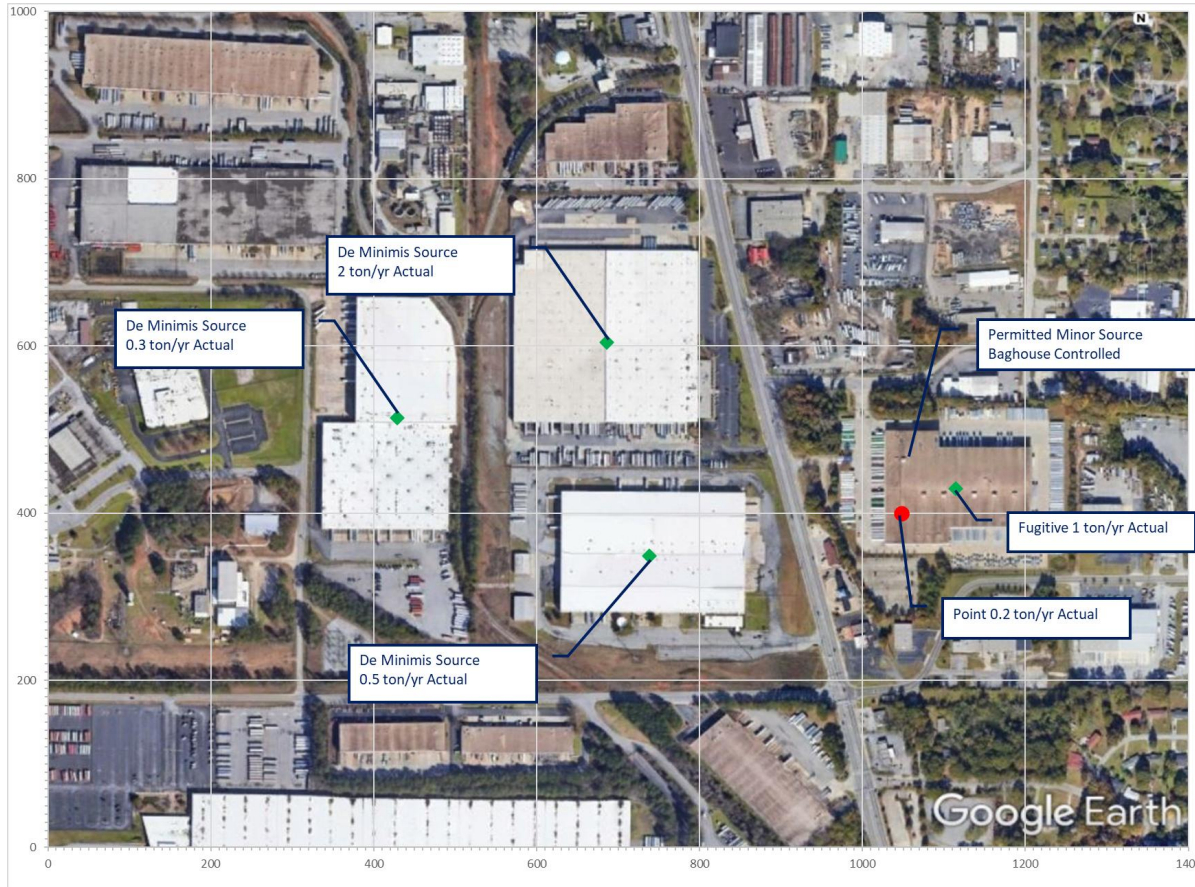 1000
N
De Minimis Source
2 ton/yr Actual
De Minimis Source
0.3 ton/yr Actual
Permitted Minor Source
Baghouse Controlled
Fugitive 1 ton/yr Actual
Point 0.2 ton/yr Actual
De Minimis Source
0.5 ton/yr Actual
800
600
400
200
0
Google Earth
0
200
400
600
800
1000
1200